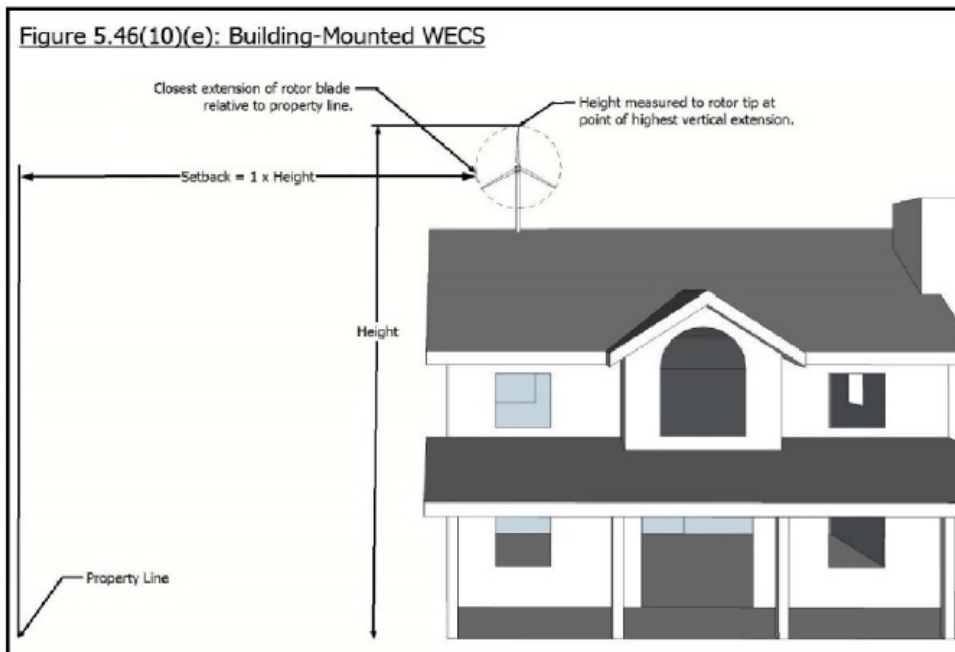 Figure 5.46(10)(e): Building-Mounted WECS
Closest extension of rotor blade
relative to property line.
Height measured to rotor tip at
point of highest vertical extension.
Setback = 1 x Height
Height
Property Line